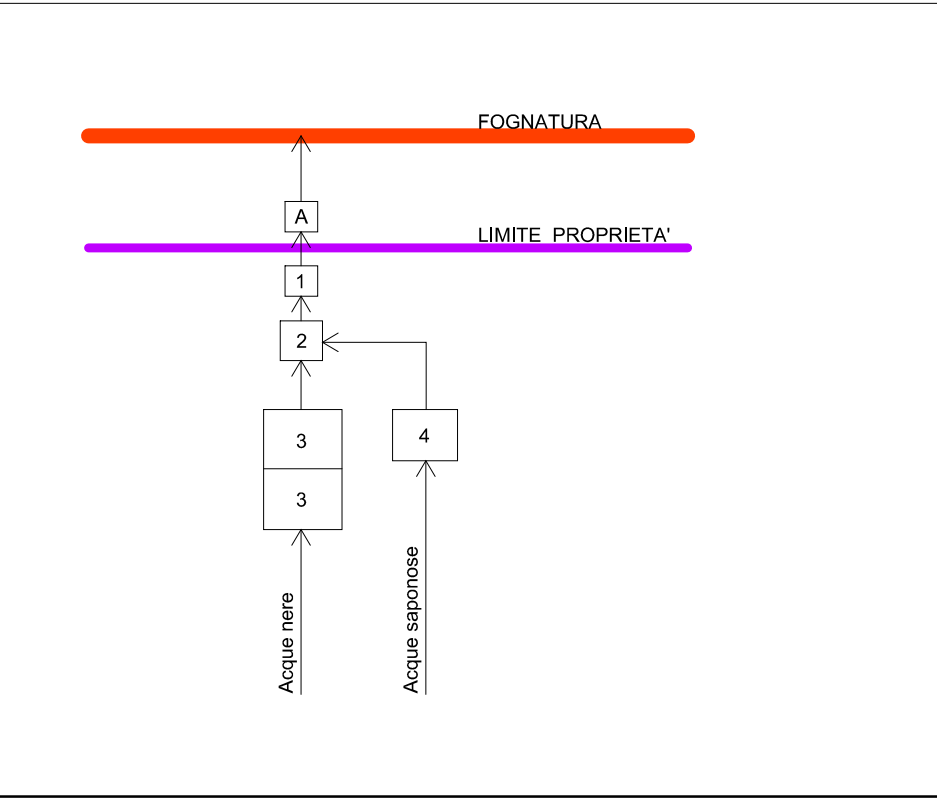 FOGNATURA
A
LIMITE PROPRIETA'
1
2
3
4
3
Acque nere
Acque saponose